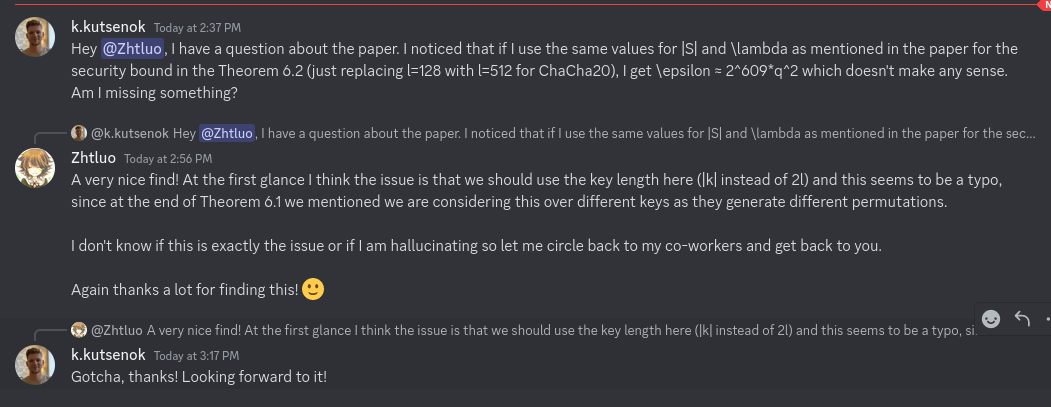 N
k.kutsenok Today at 2:37 PM
Hey @Zhtluo, I have a question about the paper. I noticed that if I use the same values for |S| and \lambda as mentioned in the paper for the
security bound in the Theorem 6.2 (just replacing l=128 with l=512 for ChaCha20), I get \epsilon ≈ 2^609*q^2 which doesn't make any sense.
Am I missing something?
@k.kutsenok Hey @Zhtluo, I have a question about the paper. I noticed that if I use the same values for |S| and \lambda as mentioned in the paper for the sec…
Zhtluo Today at 2:56 PM
A very nice find! At the first glance I think the issue is that we should use the key length here (|k| instead of 2l) and this seems to be a typo,
since at the end of Theorem 6.1 we mentioned we are considering this over different keys as they generate different permutations.
I don't know if this is exactly the issue or if I am hallucinating so let me circle back to my co-workers and get back to you.
Again thanks a lot for finding this! 🙂
@Zhtluo A very nice find! At the first glance I think the issue is that we should use the key length here (|k| instead of 2l) and this seems to be a typo, si
k.kutsenok Today at 3:17 PM
Gotcha, thanks! Looking forward to it!